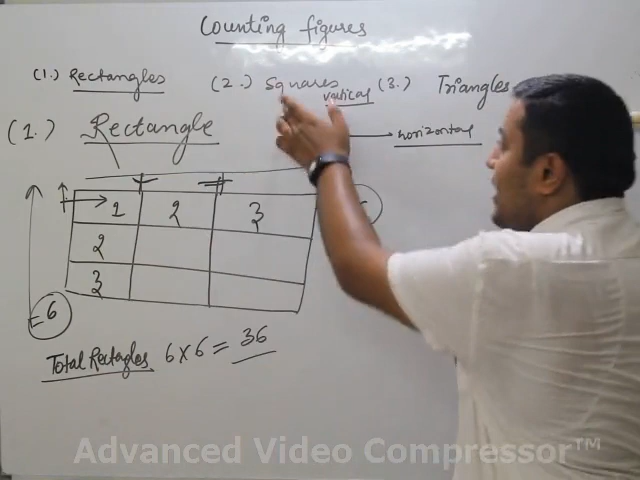 Counting figures
(1.) Rectangles (2.) Squares (3.) Triangles
vertical
(1.) Rectangle
horizontal
1 2 3
2
3
= 6
Total Rectagles 6 x 6 = 36
Advanced Video Compressor™